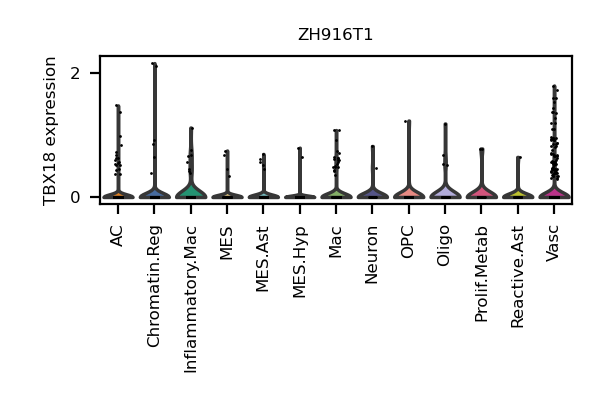 ZH916T1
TBX18 expression
2
0
AC
Chromatin.Reg
Inflammatory.Mac
MES
MES.Ast
MES.Hyp
Mac
Neuron
OPC
Oligo
Prolif.Metab
Reactive.Ast
Vasc